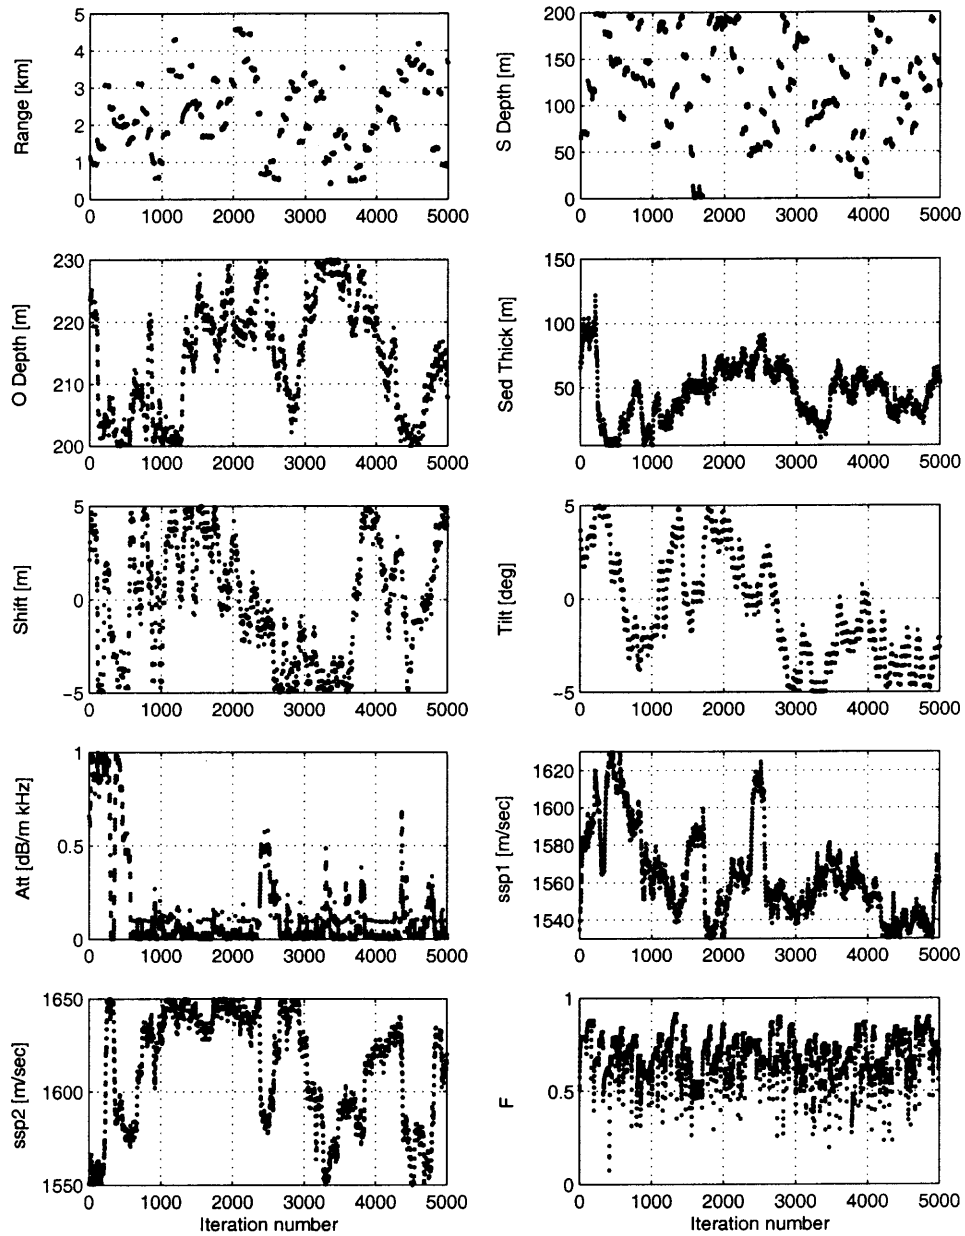 5
4
3
2
1
0
Range [km]
0 1000 2000 3000 4000 5000
200
150
100
50
0
S Depth [m]
0 1000 2000 3000 4000 5000
230
220
210
200
O Depth [m]
0 1000 2000 3000 4000 5000
150
100
50
Sed Thick [m]
0 1000 2000 3000 4000 5000
5
0
−5
Shift [m]
0 1000 2000 3000 4000 5000
5
0
−5
Tilt [deg]
0 1000 2000 3000 4000 5000
1
0.5
0
Att [dB/m kHz]
0 1000 2000 3000 4000 5000
1620
1600
1580
1560
1540
ssp1 [m/sec]
0 1000 2000 3000 4000 5000
1650
1600
1550
ssp2 [m/sec]
0 1000 2000 3000 4000 5000
Iteration number
1
0.5
0
F
0 1000 2000 3000 4000 5000
Iteration number